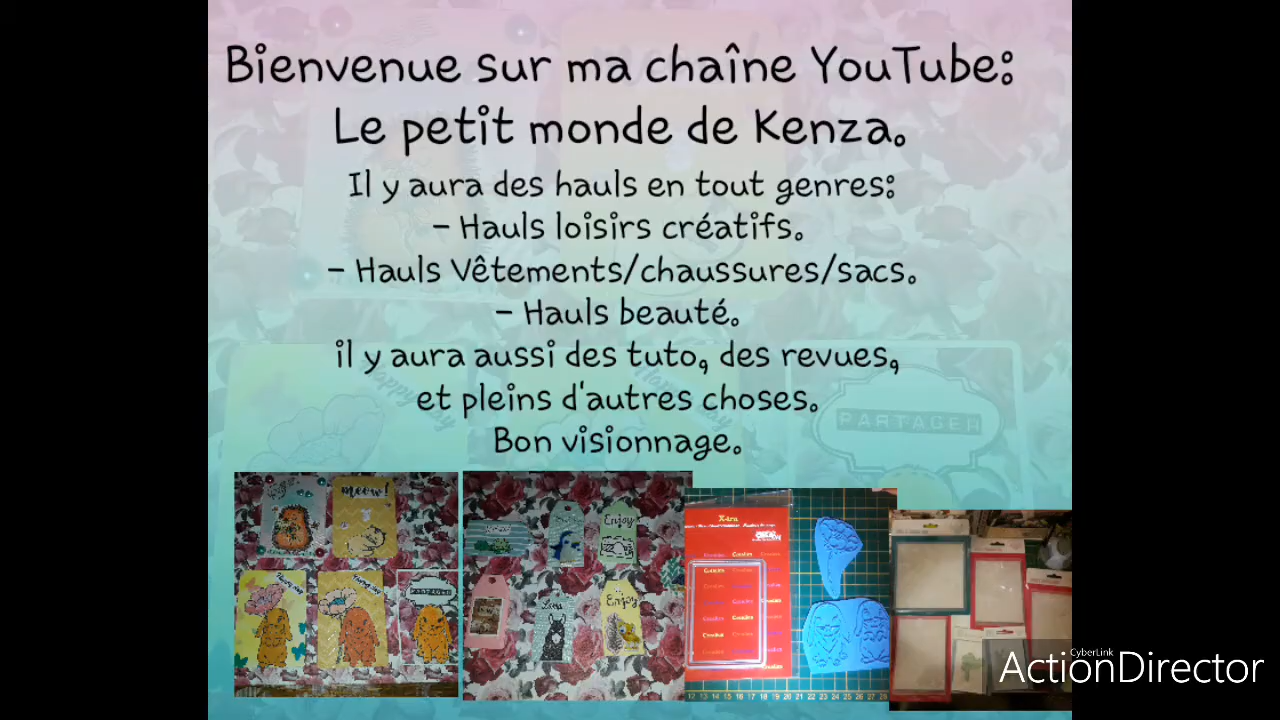 Bienvenue sur ma chaîne YouTube:
Le petit monde de Kenza.
Il y aura des hauls en tout genres:
- Hauls loisirs créatifs.
- Hauls Vêtements/chaussures/sacs.
- Hauls beauté.
il y aura aussi des tuto, des revues,
et pleins d'autres choses.
Bon visionnage.
PARTAGER
meow!
Enjoy
Enjoy
PARTAGER
CyberLink
ActionDirector